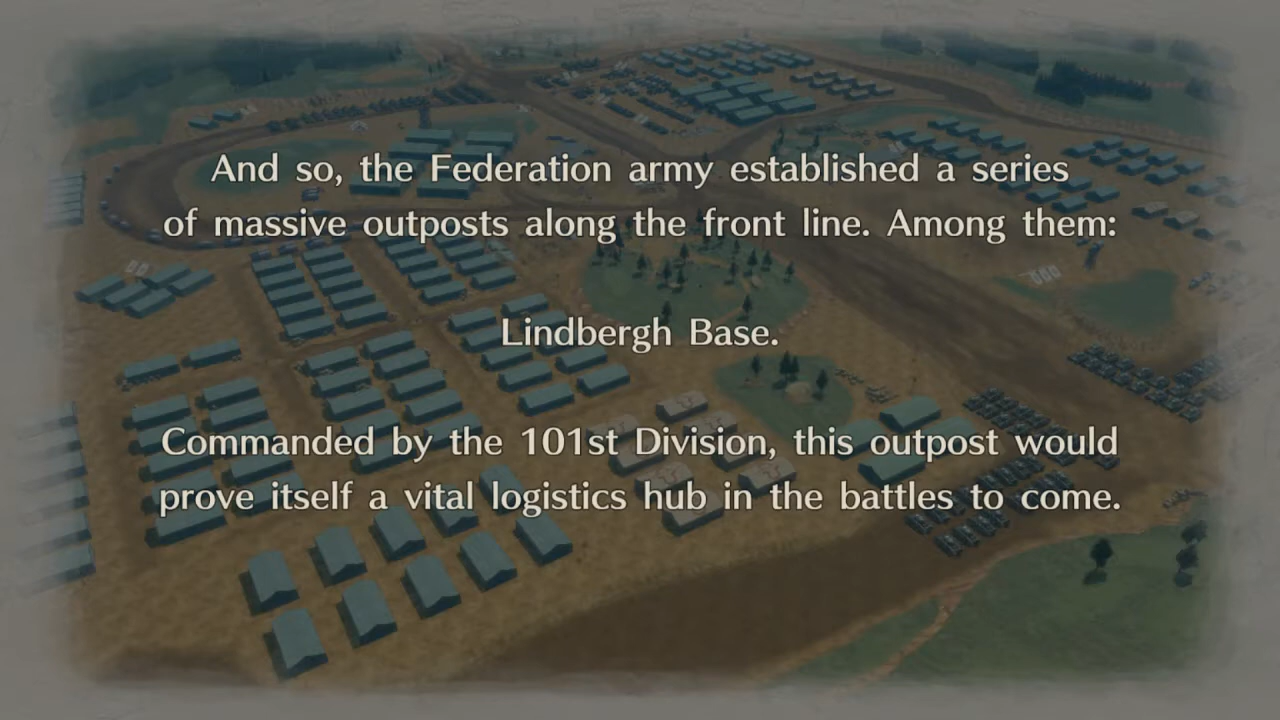 And so, the Federation army established a series
of massive outposts along the front line. Among them:
Lindbergh Base.
Commanded by the 101st Division, this outpost would
prove itself a vital logistics hub in the battles to come.